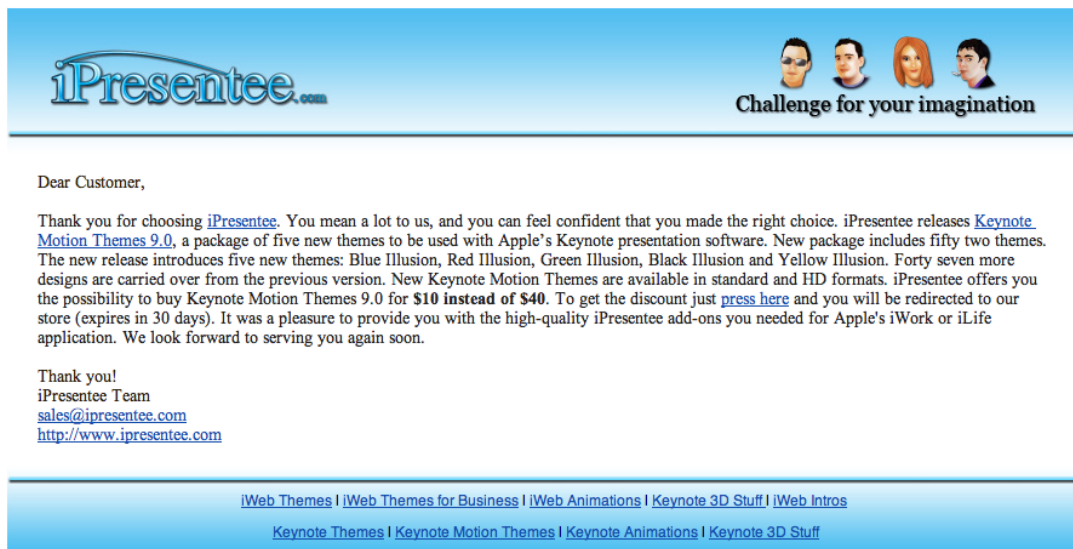 iPresentee.com
Challenge for your imagination
Dear Customer,
Thank you for choosing iPresentee. You mean a lot to us, and you can feel confident that you made the right choice. iPresentee releases Keynote
Motion Themes 9.0, a package of five new themes to be used with Apple’s Keynote presentation software. New package includes fifty two themes.
The new release introduces five new themes: Blue Illusion, Red Illusion, Green Illusion, Black Illusion and Yellow Illusion. Forty seven more
designs are carried over from the previous version. New Keynote Motion Themes are available in standard and HD formats. iPresentee offers you
the possibility to buy Keynote Motion Themes 9.0 for $10 instead of $40. To get the discount just press here and you will be redirected to our
store (expires in 30 days). It was a pleasure to provide you with the high-quality iPresentee add-ons you needed for Apple's iWork or iLife
application. We look forward to serving you again soon.
Thank you!
iPresentee Team
sales@ipresentee.com
http://www.ipresentee.com
iWeb Themes | iWeb Themes for Business | iWeb Animations | Keynote 3D Stuff | iWeb Intros
Keynote Themes | Keynote Motion Themes | Keynote Animations | Keynote 3D Stuff